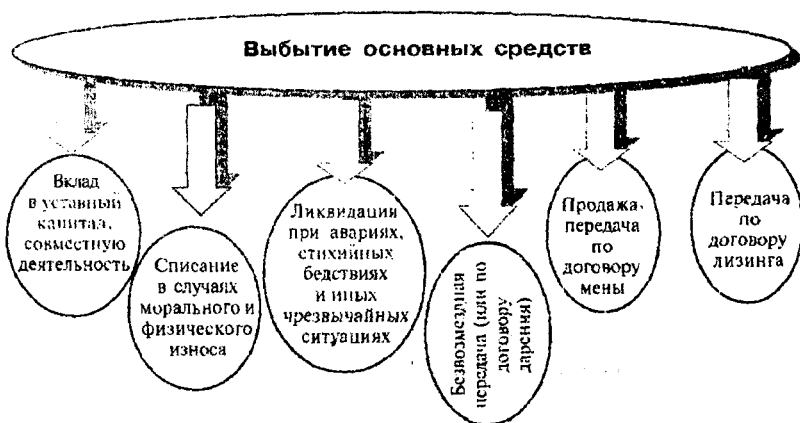 Выбытие основных средств
Вклад
в уставный
капитал,
совместную
деятельность
Списание
в случаях
морального и
физического
износа
Ликвидация
при авариях,
стихийных
бедствиях
и иных
чрезвычайных
ситуациях
Безвозмездная
передача (или по
договору
дарения)
Продажа,
передача
по
договору
мены
Передача
по
договору
лизинга